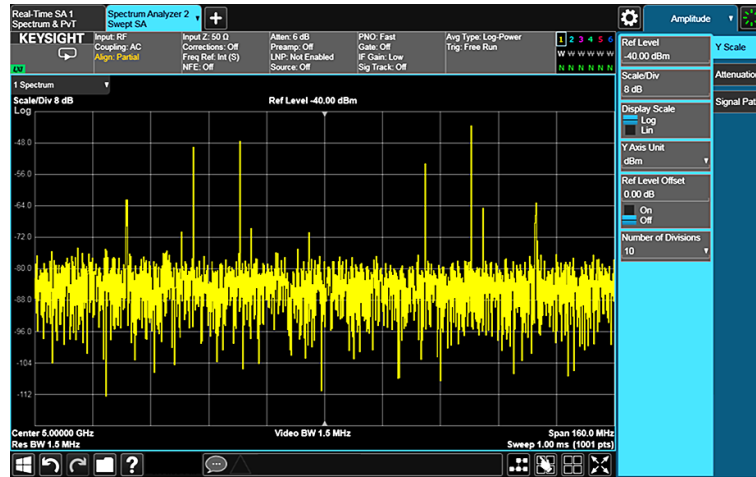 Real-Time SA 1
Spectrum & PvT
Spectrum Analyzer 2
Swept SA
Amplitude
KEYSIGHT
Input: RF
Coupling: AC
Align: Partial
Input Z: 50 Ω
Corrections: Off
Freq Ref: Int (S)
NFE: Off
Atten: 6 dB
Preamp: Off
LNP: Not Enabled
Source: Off
PNO: Fast
Gate: Off
IF Gain: Low
Sig Track: Off
Avg Type: Log-Power
Trig: Free Run
1 2 3 4 5 6
W W W W W W
N N N N N N
LXI
1 Spectrum
Scale/Div 8 dB
Ref Level -40.00 dBm
Log
-48.0
-56.0
-64.0
-72.0
-80.0
-88.0
-96.0
-104
-112
Center 5.00000 GHz
Video BW 1.5 MHz
Span 160.0 MHz
Res BW 1.5 MHz
Sweep 1.00 ms (1001 pts)
?
Ref Level
-40.00 dBm
Scale/Div
8 dB
Display Scale
Log
Lin
Y Axis Unit
dBm
Ref Level Offset
0.00 dB
On
Off
Number of Divisions
10
Y Scale
Attenuation
Signal Pat